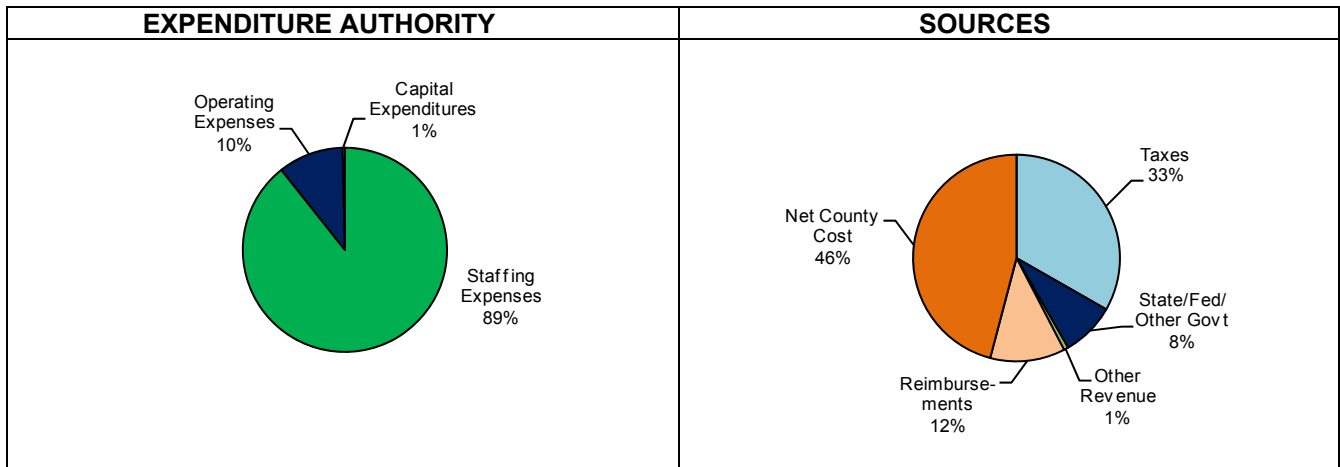 EXPENDITURE AUTHORITY
Capital
Expenditures
1%
Operating
Expenses
10%
Staffing
Expenses
89%
SOURCES
Taxes
33%
Net County
Cost
46%
State/Fed/
Other Govt
8%
Other
Revenue
1%
Reimburse-
ments
12%